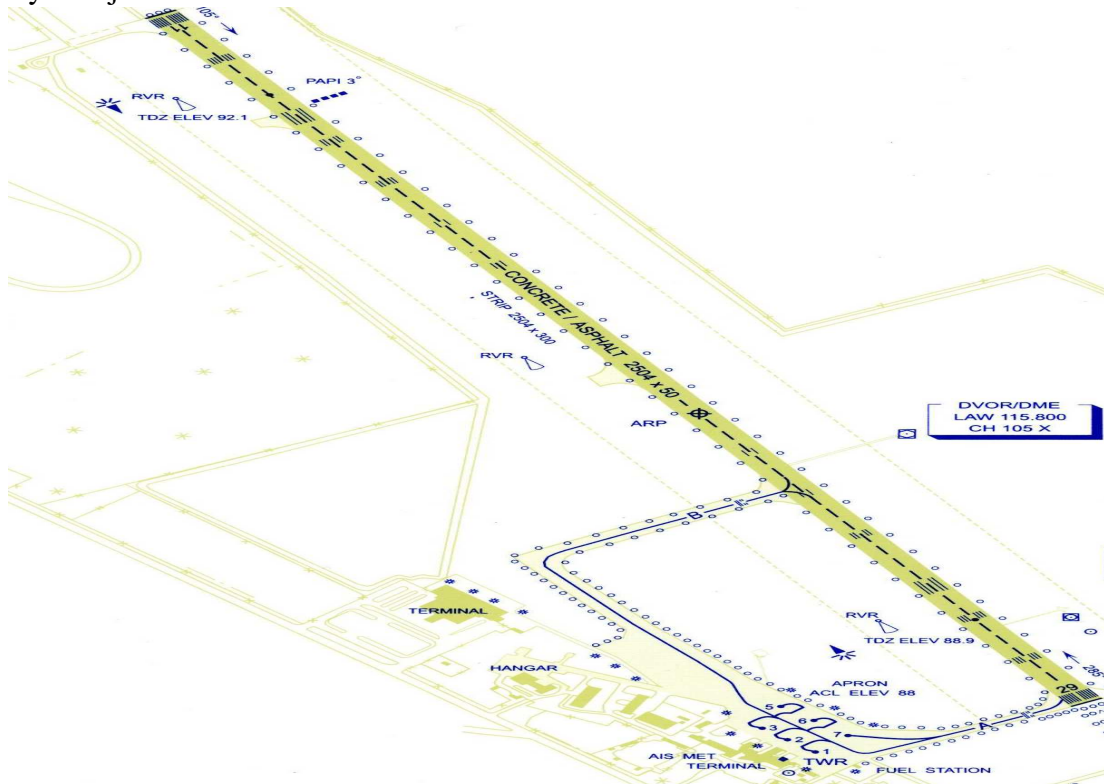 105°
PAPI 3°
RVR
TDZ ELEV 92.1
CONCRETE / ASPHALT 2504 x 50
STRIP 2504 x 300
RVR
ARP
DVOR/DME
LAW 115.800
CH 105 X
B
TERMINAL
RVR
TDZ ELEV 88.9
HANGAR
APRON
ACL ELEV 88
285°
29
5
6
3
2
7
1
A
AIS MET
TERMINAL
TWR
FUEL STATION